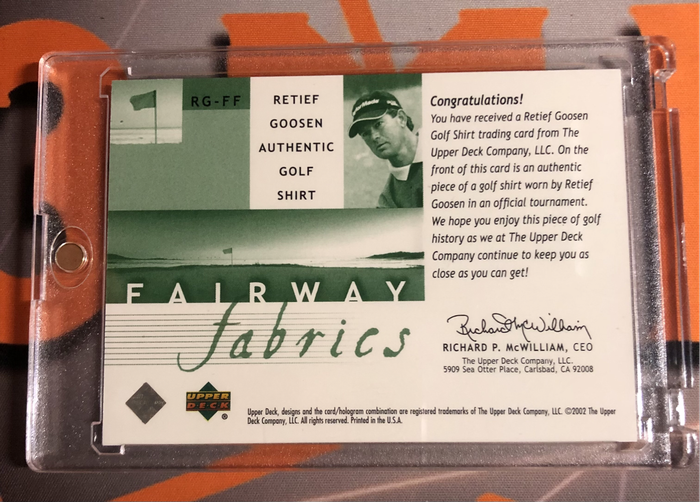 RG-FF
RETIEF
GOOSEN
AUTHENTIC
GOLF
SHIRT
Congratulations!
You have received a Retief Goosen
Golf Shirt trading card from The
Upper Deck Company, LLC. On the
front of this card is an authentic
piece of a golf shirt worn by Retief
Goosen in an official tournament.
We hope you enjoy this piece of golf
history as we at The Upper Deck
Company continue to keep you as
close as you can get!
FAIRWAY
fabrics
Richard P. McWilliam
RICHARD P. McWILLIAM, CEO
The Upper Deck Company, LLC.
5909 Sea Otter Place, Carlsbad, CA 92008
UPPER
DECK
®
Upper Deck, designs and the card/hologram combination are registered trademarks of The Upper Deck Company, LLC. ©2002 The Upper
Deck Company, LLC. All rights reserved. Printed in the U.S.A.